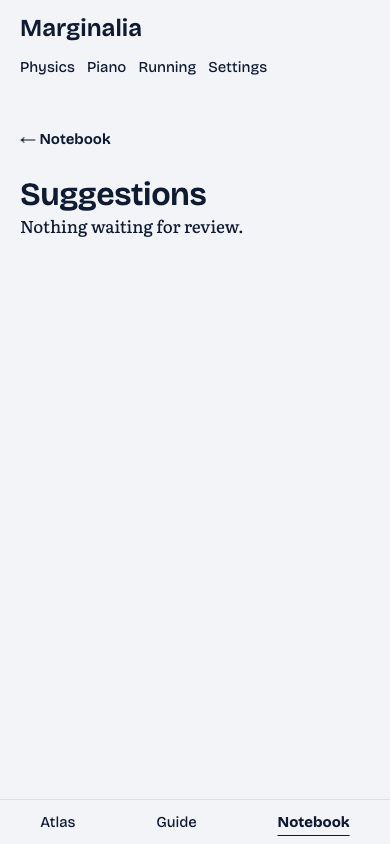 Marginalia
Physics Piano Running Settings
← Notebook
Suggestions
Nothing waiting for review.
Atlas Guide Notebook